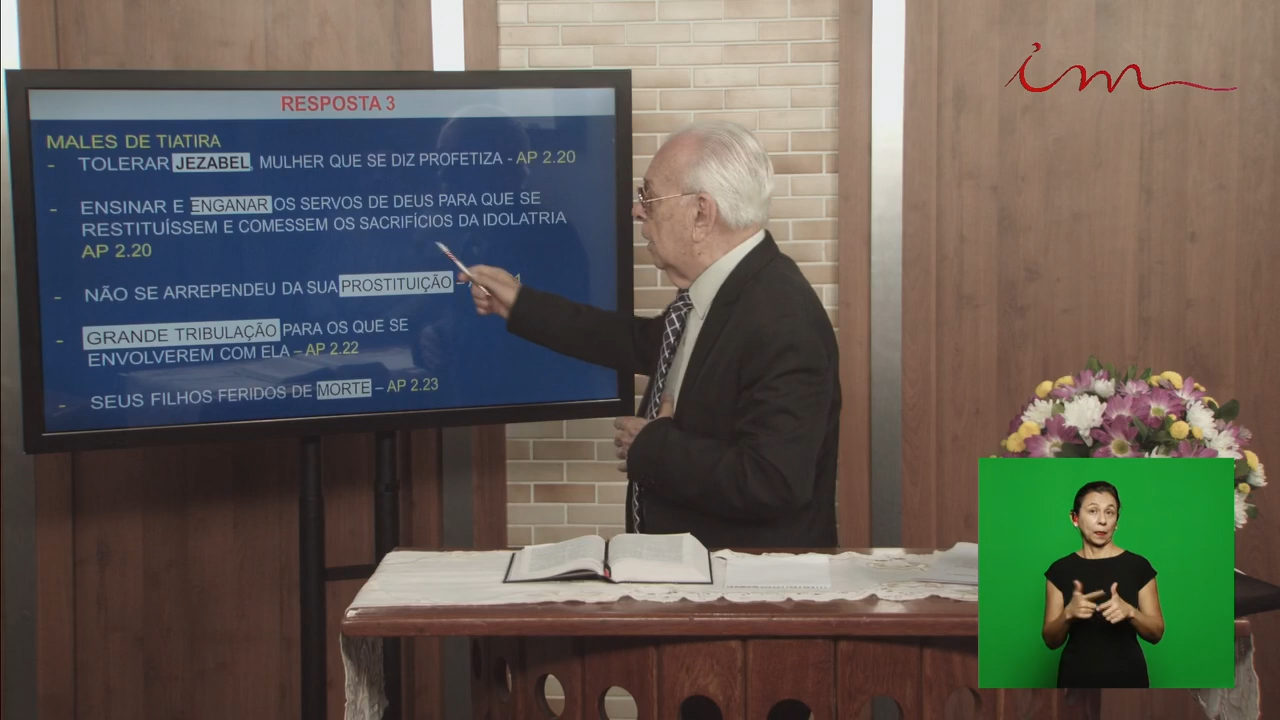 RESPOSTA 3
MALES DE TIATIRA
- TOLERAR JEZABEL, MULHER QUE SE DIZ PROFETIZA - AP 2.20
- ENSINAR E ENGANAR OS SERVOS DE DEUS PARA QUE SE
RESTITUÍSSEM E COMESSEM OS SACRIFÍCIOS DA IDOLATRIA
AP 2.20
- NÃO SE ARREPENDEU DA SUA PROSTITUIÇÃO -
- GRANDE TRIBULAÇÃO PARA OS QUE SE
ENVOLVEREM COM ELA – AP 2.22
- SEUS FILHOS FERIDOS DE MORTE – AP 2.23
im